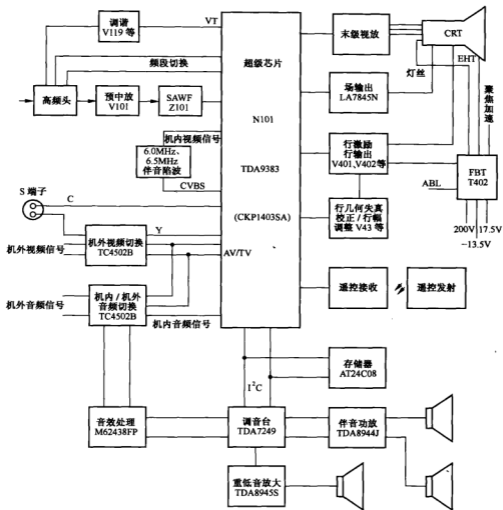 调谐
V119 等
VT
频段切换
高频头
预中放
V101
SAWF
Z101
机内视频信号
6.0MHz、
6.5MHz
伴音陷波
CVBS
S 端子
C
Y
机外视频信号
机外视频切换
TC4502B
AV/TV
机外音频信号
机内 / 机外
音频切换
TC4502B
机内音频信号
超级芯片
N101
TDA9383
(CKP1403SA)
末级视放
CRT
EHT
灯丝
场输出
LA7845N
聚焦
加速
行激励
行输出
V401、V402等
FBT
T402
ABL
200V
17.5V
~13.5V
行几何失真
校正 / 行幅
调整 V43 等
遥控接收
遥控发射
存储器
AT24C08
I²C
音效处理
M62438FP
调音台
TDA7249
伴音功放
TDA8944J
重低音放大
TDA8945S